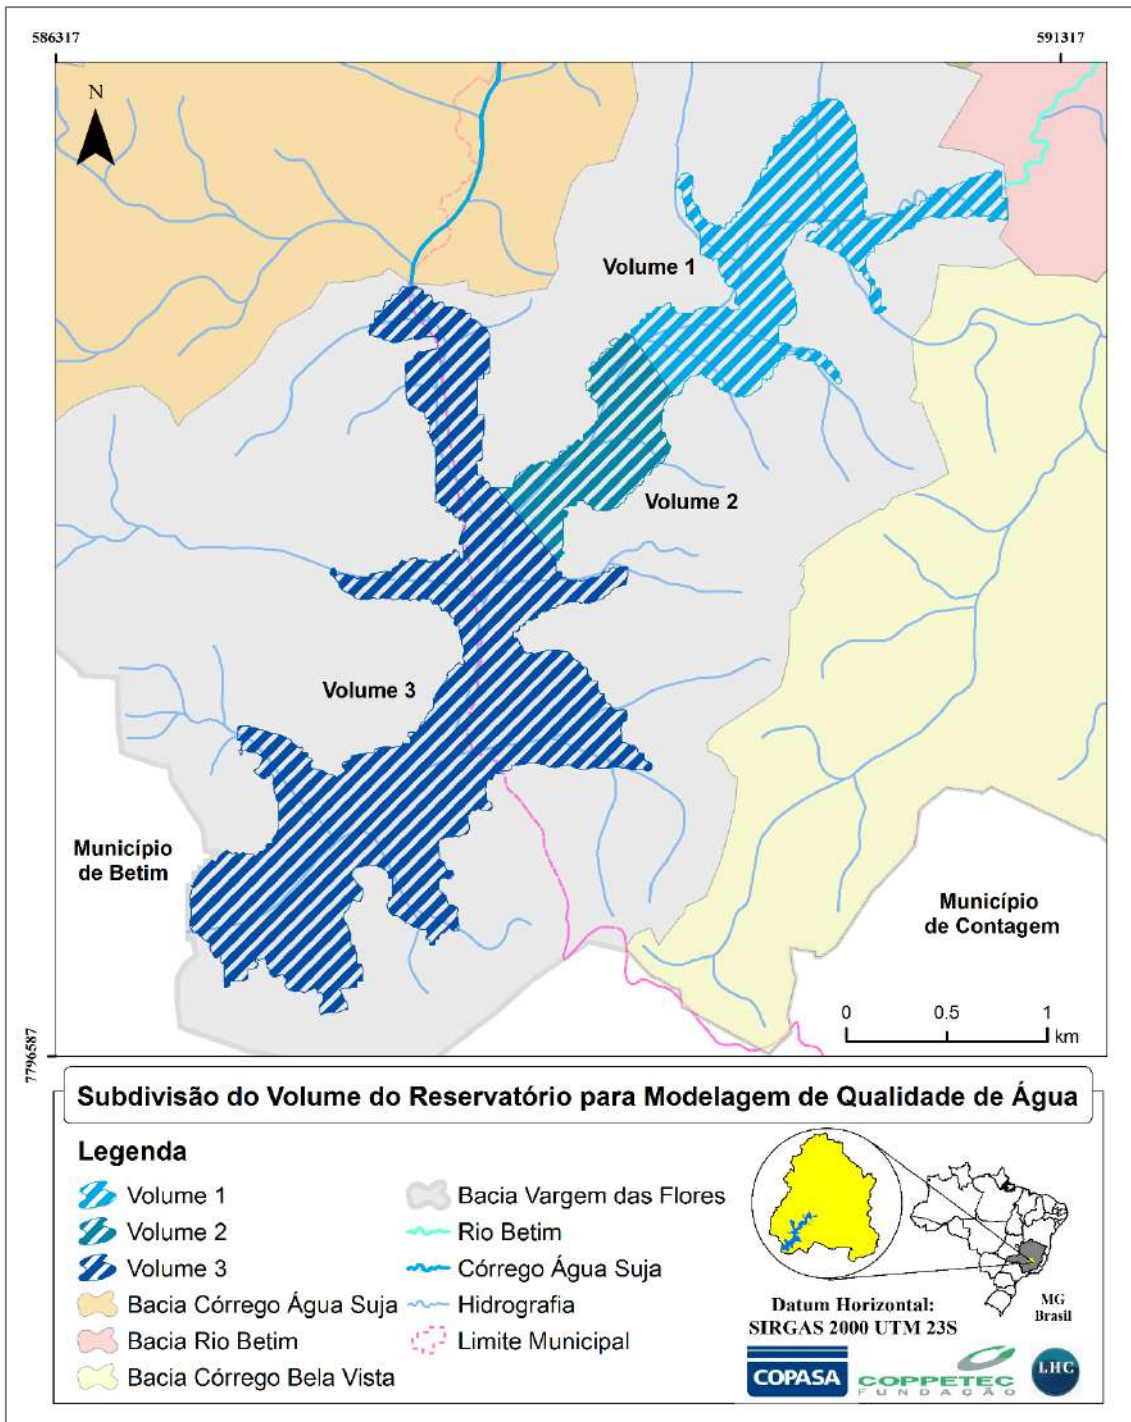 586317
591317
N
Volume 1
Volume 2
Volume 3
Município
de Betim
Município
de Contagem
0 0.5 1
km
7796587
Subdivisão do Volume do Reservatório para Modelagem de Qualidade de Água
Legenda
Volume 1
Volume 2
Volume 3
Bacia Córrego Água Suja
Bacia Rio Betim
Bacia Córrego Bela Vista
Bacia Vargem das Flores
Rio Betim
Córrego Água Suja
Hidrografia
Limite Municipal
MG
Brasil
Datum Horizontal:
SIRGAS 2000 UTM 23S
COPASA
COPPETEC
FUNDAÇÃO
LHC